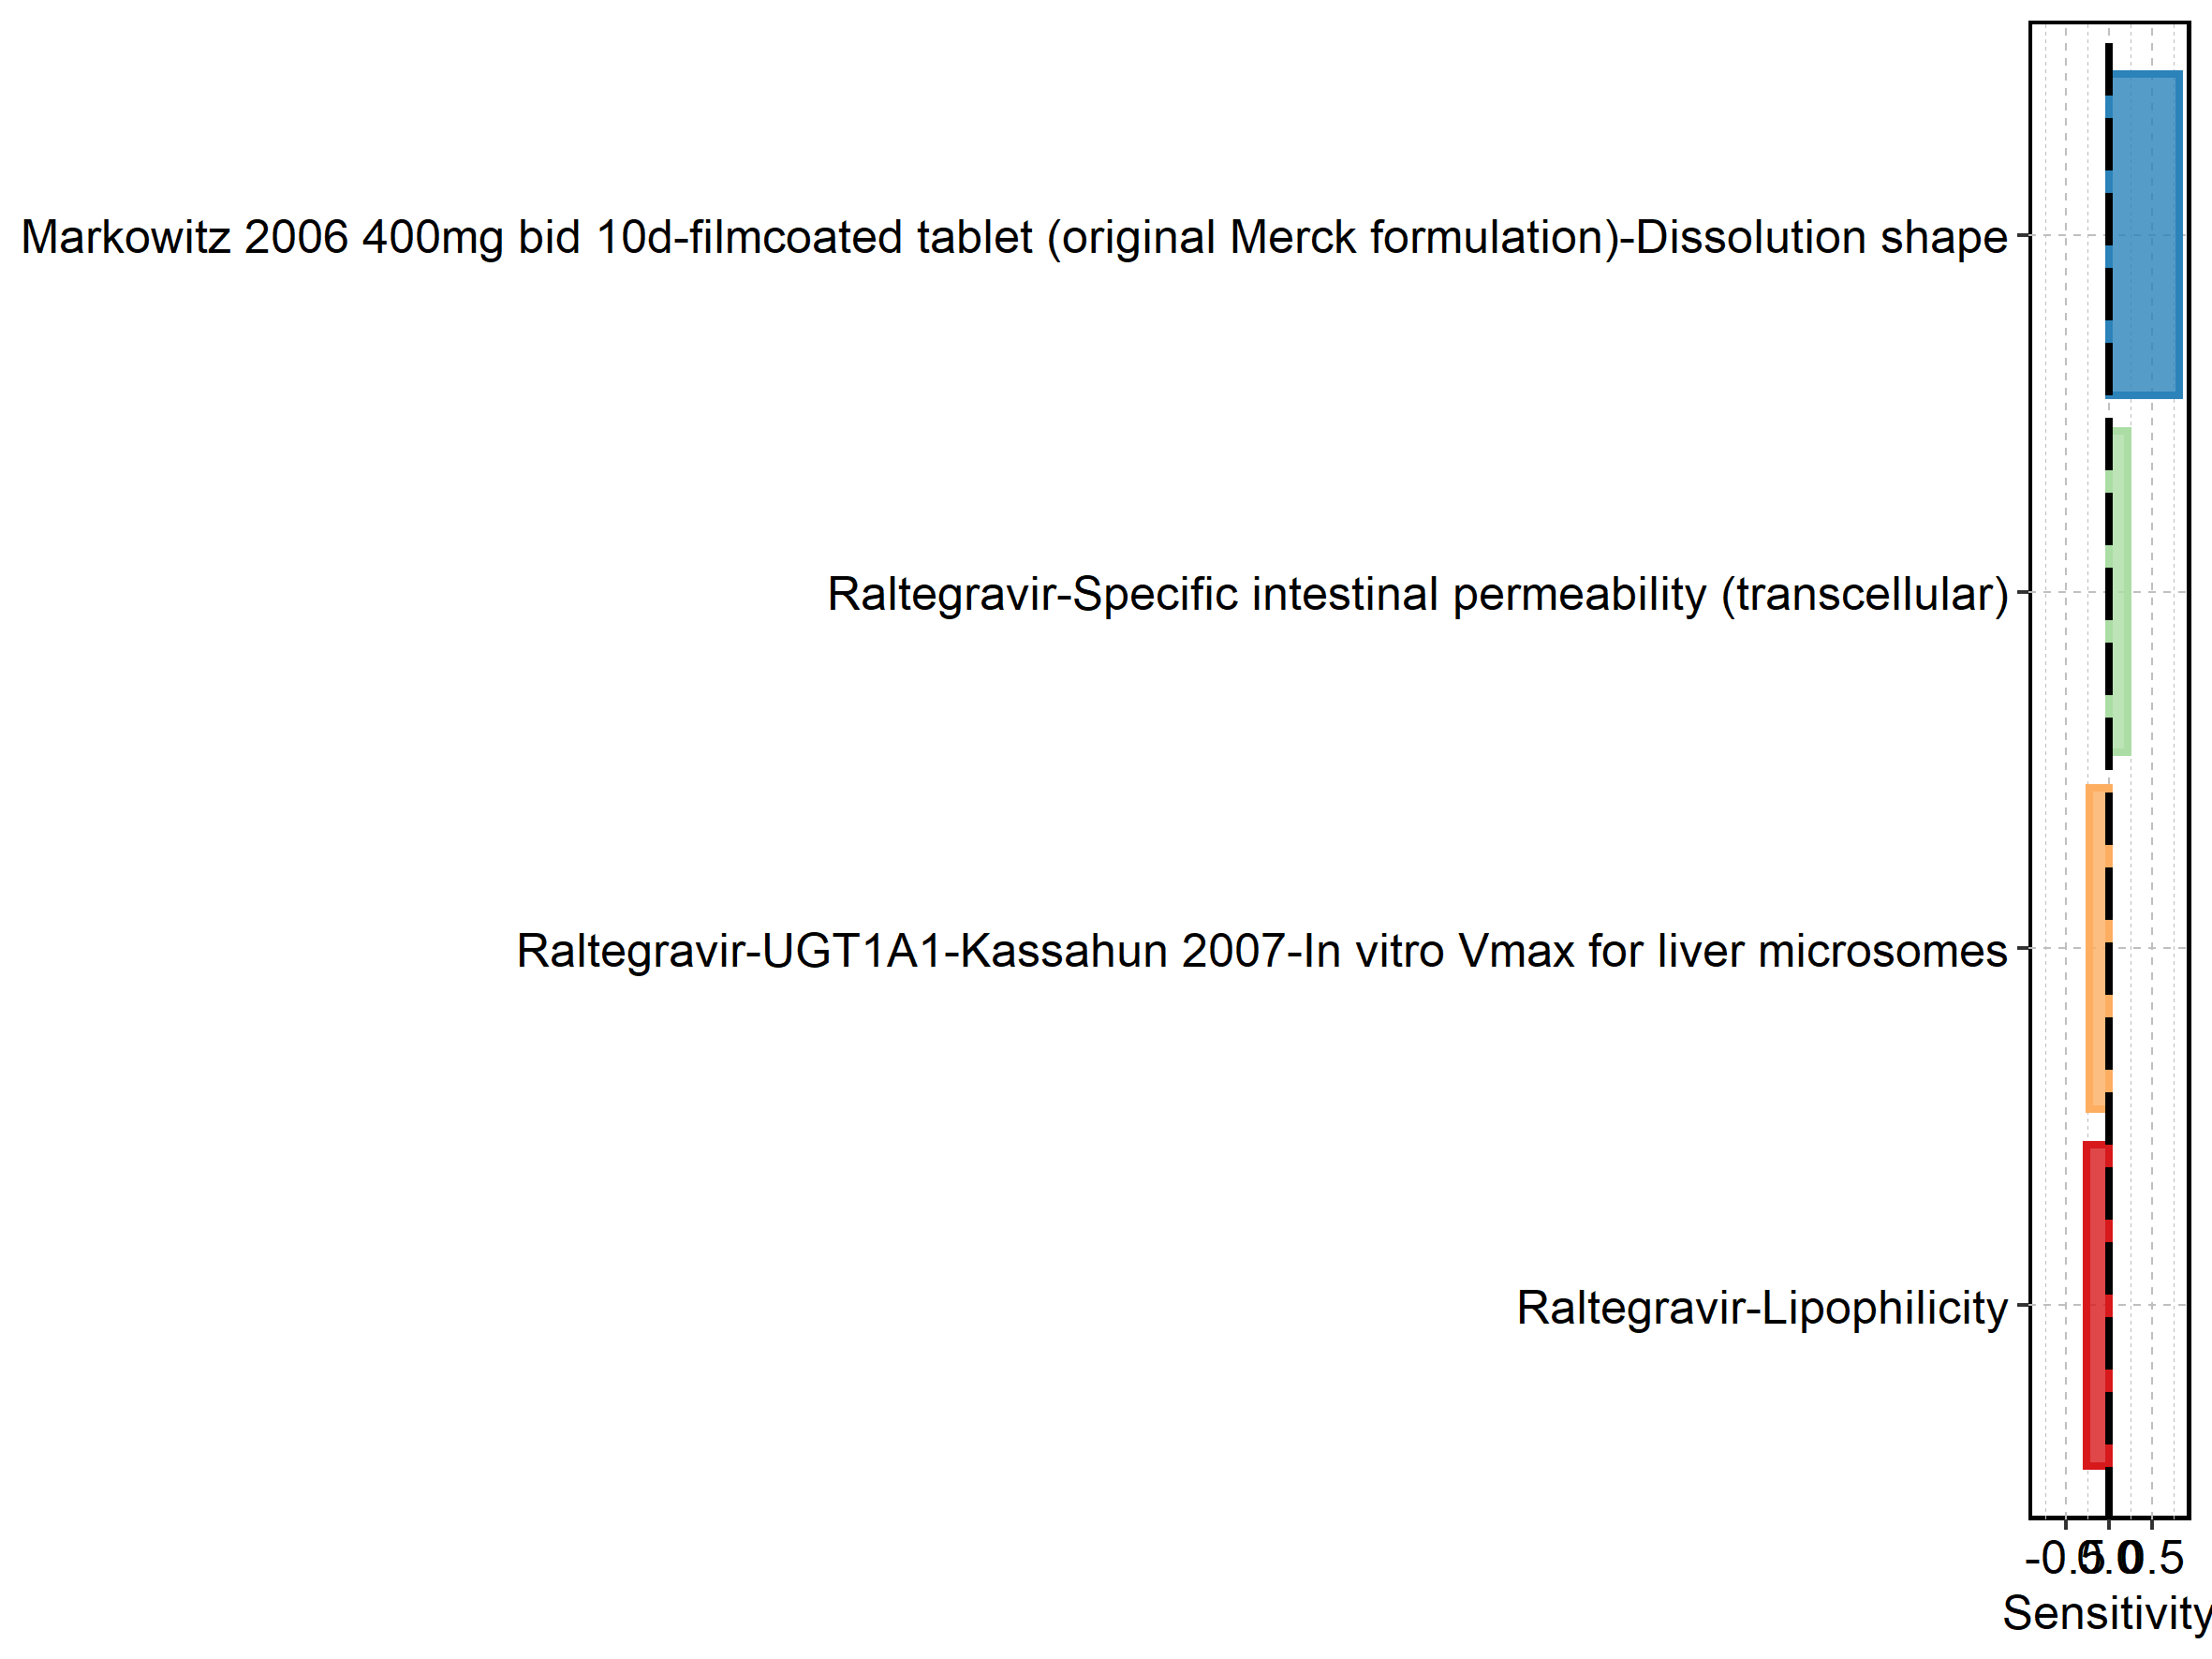 Markowitz 2006 400mg bid 10d-filmcoated tablet (original Merck formulation)-Dissolution shape
Raltegravir-Specific intestinal permeability (transcellular)
Raltegravir-UGT1A1-Kassahun 2007-In vitro Vmax for liver microsomes
Raltegravir-Lipophilicity
-0.5 0.0 0.5
Sensitivity